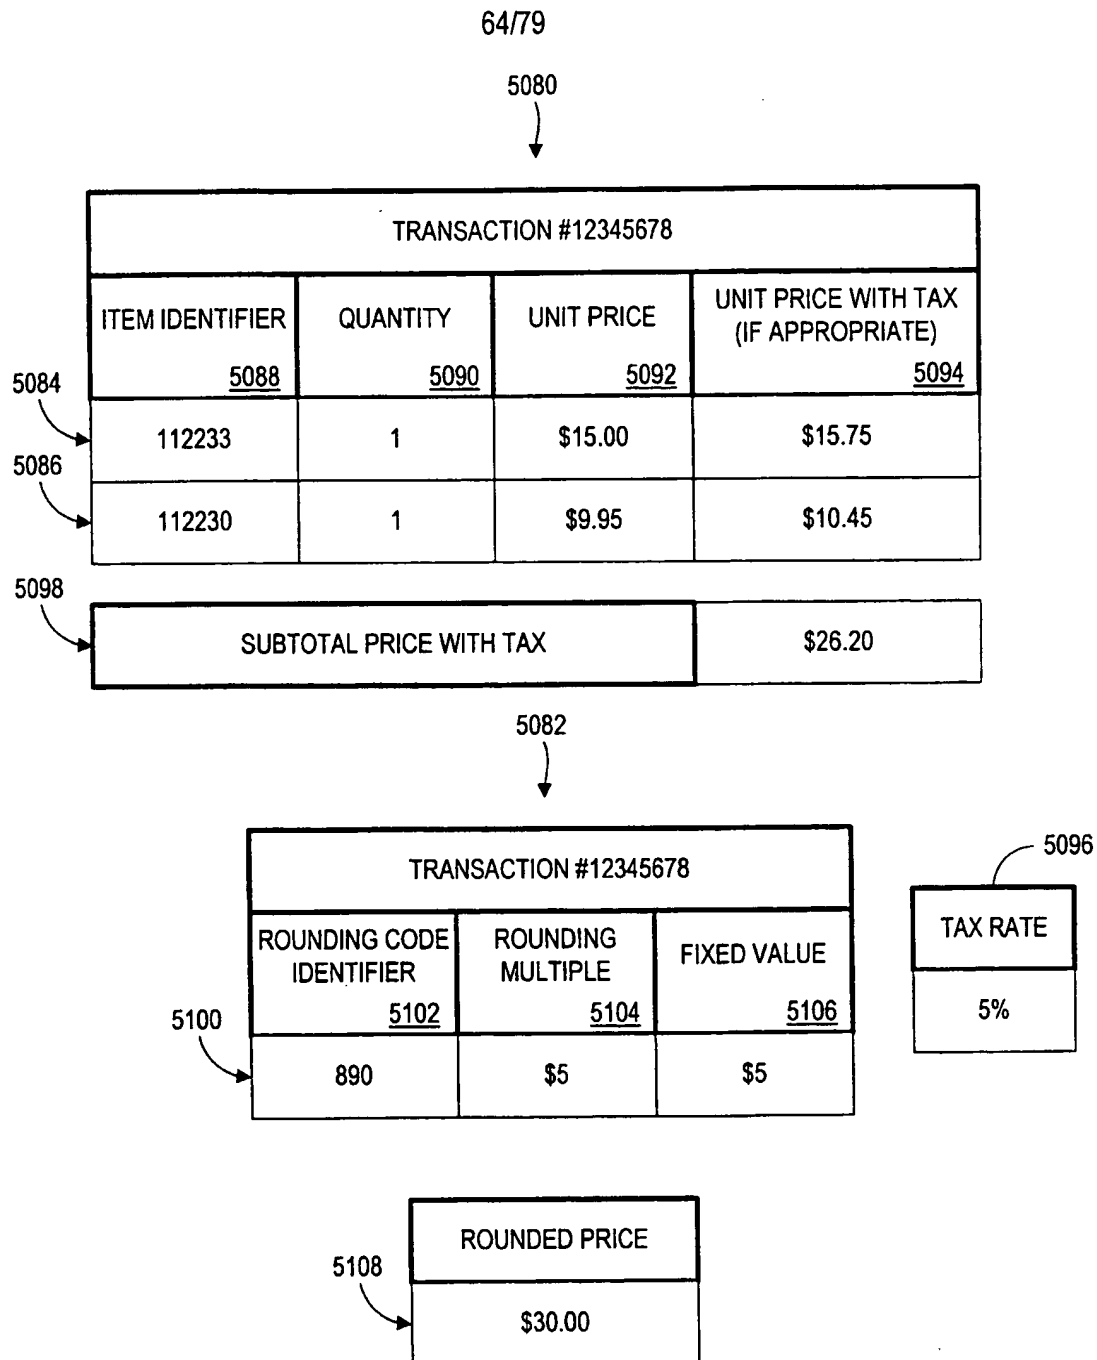 64/79
5080
TRANSACTION #12345678
ITEM IDENTIFIER
5088
QUANTITY
5090
UNIT PRICE
5092
UNIT PRICE WITH TAX
(IF APPROPRIATE)
5094
5084
112233
1
$15.00
$15.75
5086
112230
1
$9.95
$10.45
5098
SUBTOTAL PRICE WITH TAX
$26.20
5082
TRANSACTION #12345678
ROUNDING CODE
IDENTIFIER
5102
ROUNDING
MULTIPLE
5104
FIXED VALUE
5106
5096
TAX RATE
5%
5100
890
$5
$5
ROUNDED PRICE
5108
$30.00